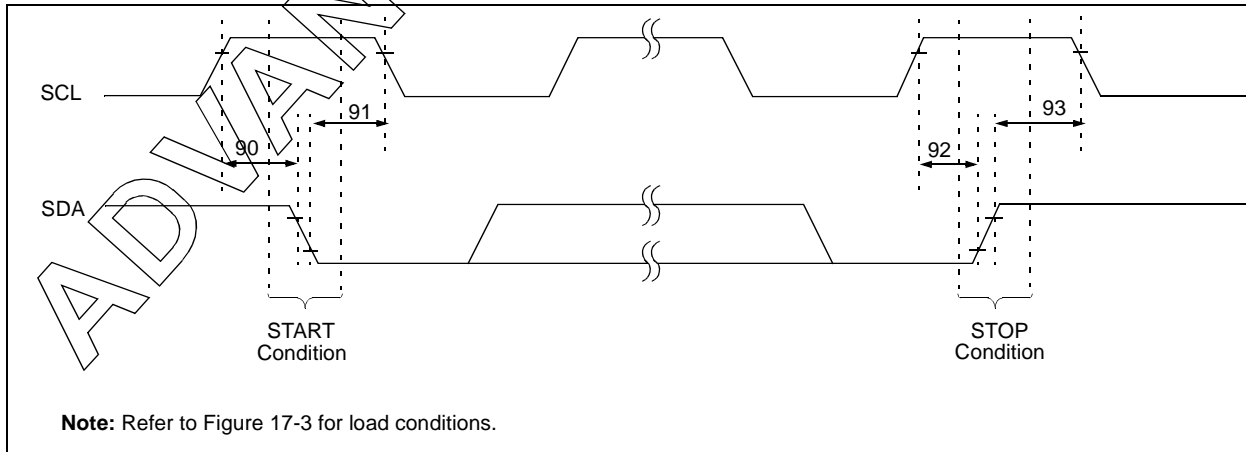 SCL
91
93
90
92
SDA
START
Condition
STOP
Condition
Note: Refer to Figure 17-3 for load conditions.
ADVAN